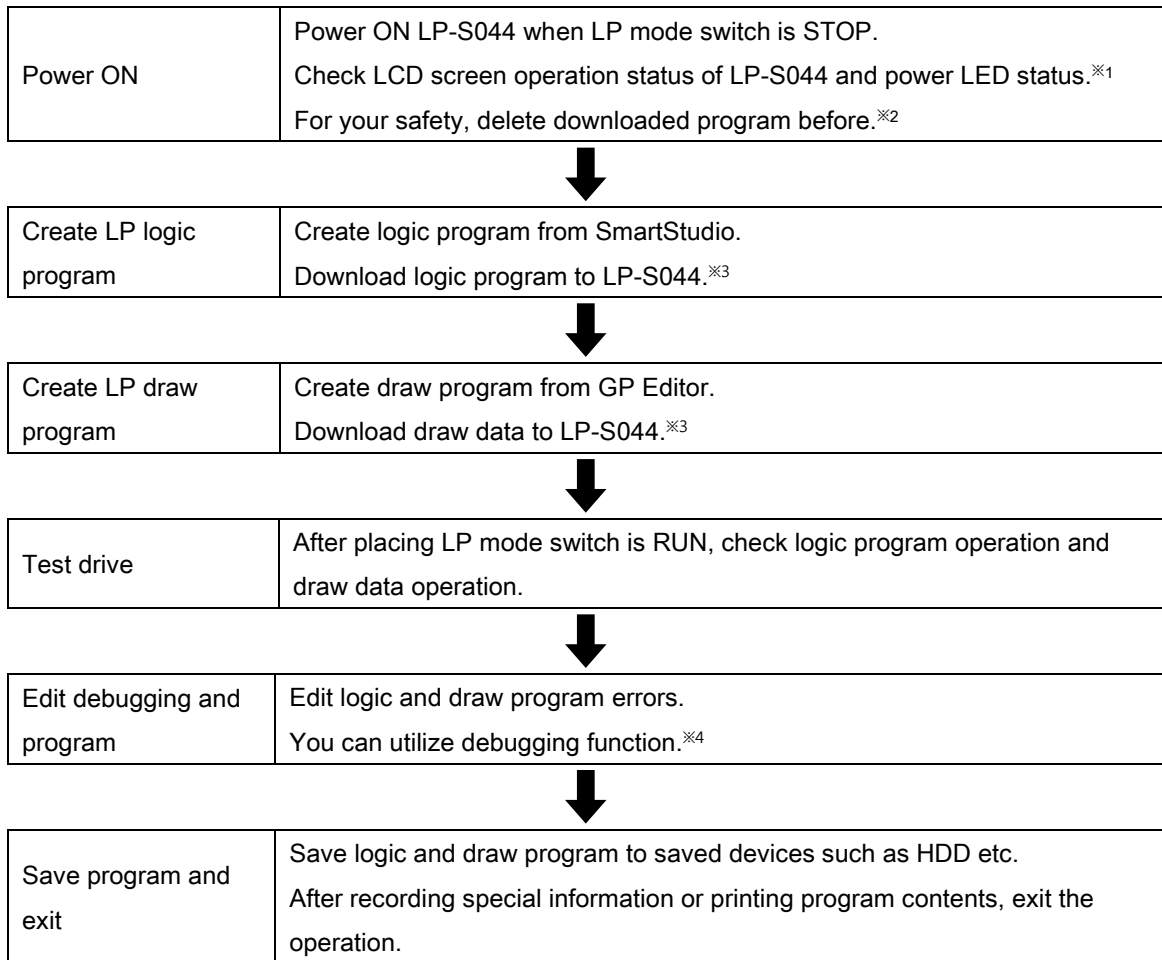 Power ON
Power ON LP-S044 when LP mode switch is STOP.
Check LCD screen operation status of LP-S044 and power LED status.※1
For your safety, delete downloaded program before.※2
Create LP logic
program
Create logic program from SmartStudio.
Download logic program to LP-S044.※3
Create LP draw
program
Create draw program from GP Editor.
Download draw data to LP-S044.※3
Test drive
After placing LP mode switch is RUN, check logic program operation and
draw data operation.
Edit debugging and
program
Edit logic and draw program errors.
You can utilize debugging function.※4
Save program and
exit
Save logic and draw program to saved devices such as HDD etc.
After recording special information or printing program contents, exit the
operation.